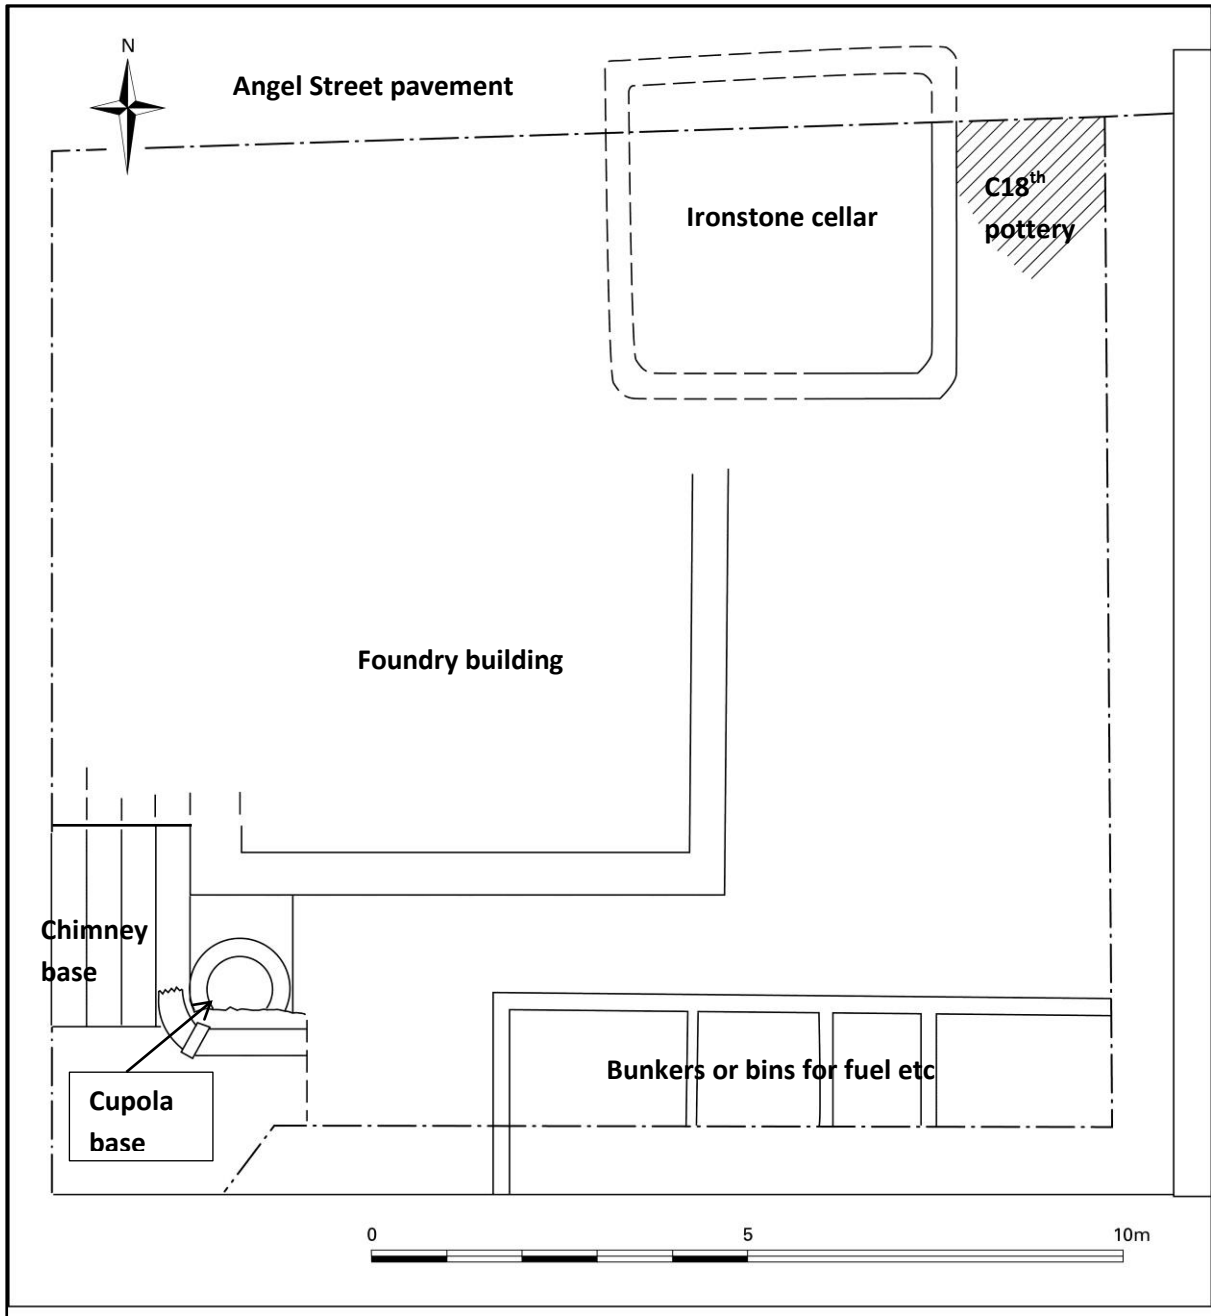 N
Angel Street pavement
C18th
pottery
Ironstone cellar
Foundry building
Chimney
base
Bunkers or bins for fuel etc
Cupola
base
0 5 10m